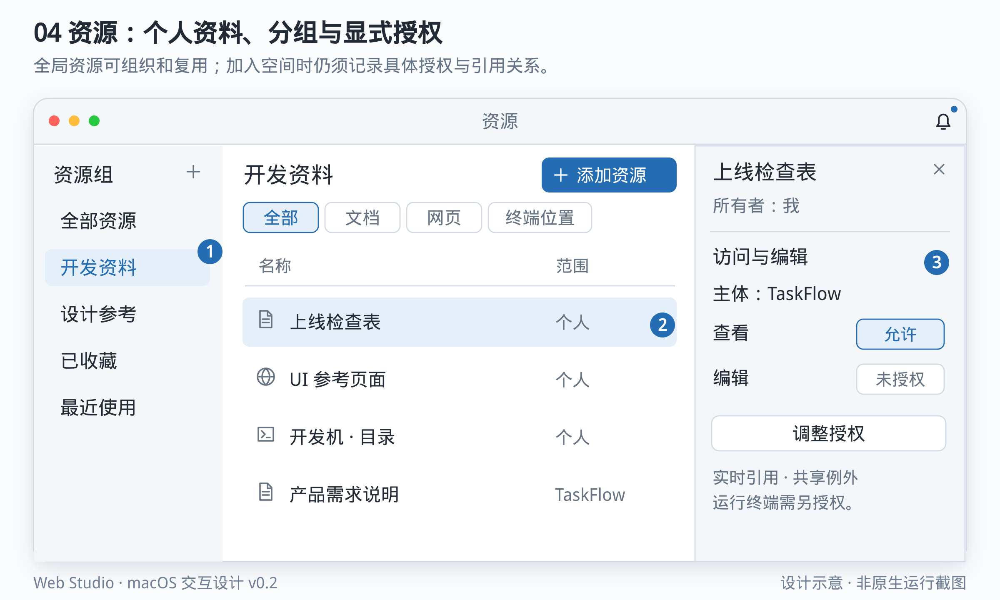 04 资源：个人资料、分组与显式授权
全局资源可组织和复用；加入空间时仍须记录具体授权与引用关系。
资源
资源组
全部资源
开发资料
1
设计参考
已收藏
最近使用
开发资料
添加资源
全部
文档
网页
终端位置
名称
范围
上线检查表
个人
2
UI 参考页面
个人
开发机 · 目录
个人
产品需求说明
TaskFlow
上线检查表
所有者：我
访问与编辑
3
主体：TaskFlow
查看
允许
编辑
未授权
调整授权
实时引用 · 共享例外
运行终端需另授权。
Web Studio · macOS 交互设计 v0.2
设计示意 · 非原生运行截图